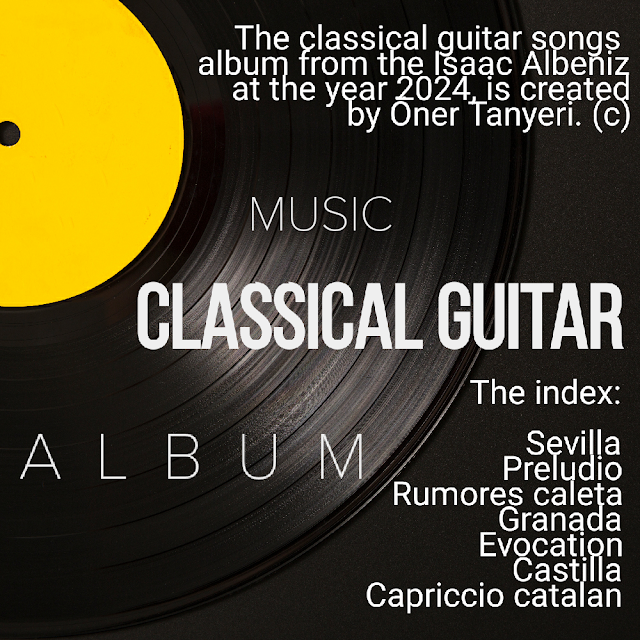 The classical guitar songs
album from the Isaac Albeniz
at the year 2024, is created
by Oner Tanyeri. (c)
MUSIC
CLASSICAL GUITAR
The index:
ALBUM
Sevilla
Preludio
Rumores caleta
Granada
Evocation
Castilla
Capriccio catalan